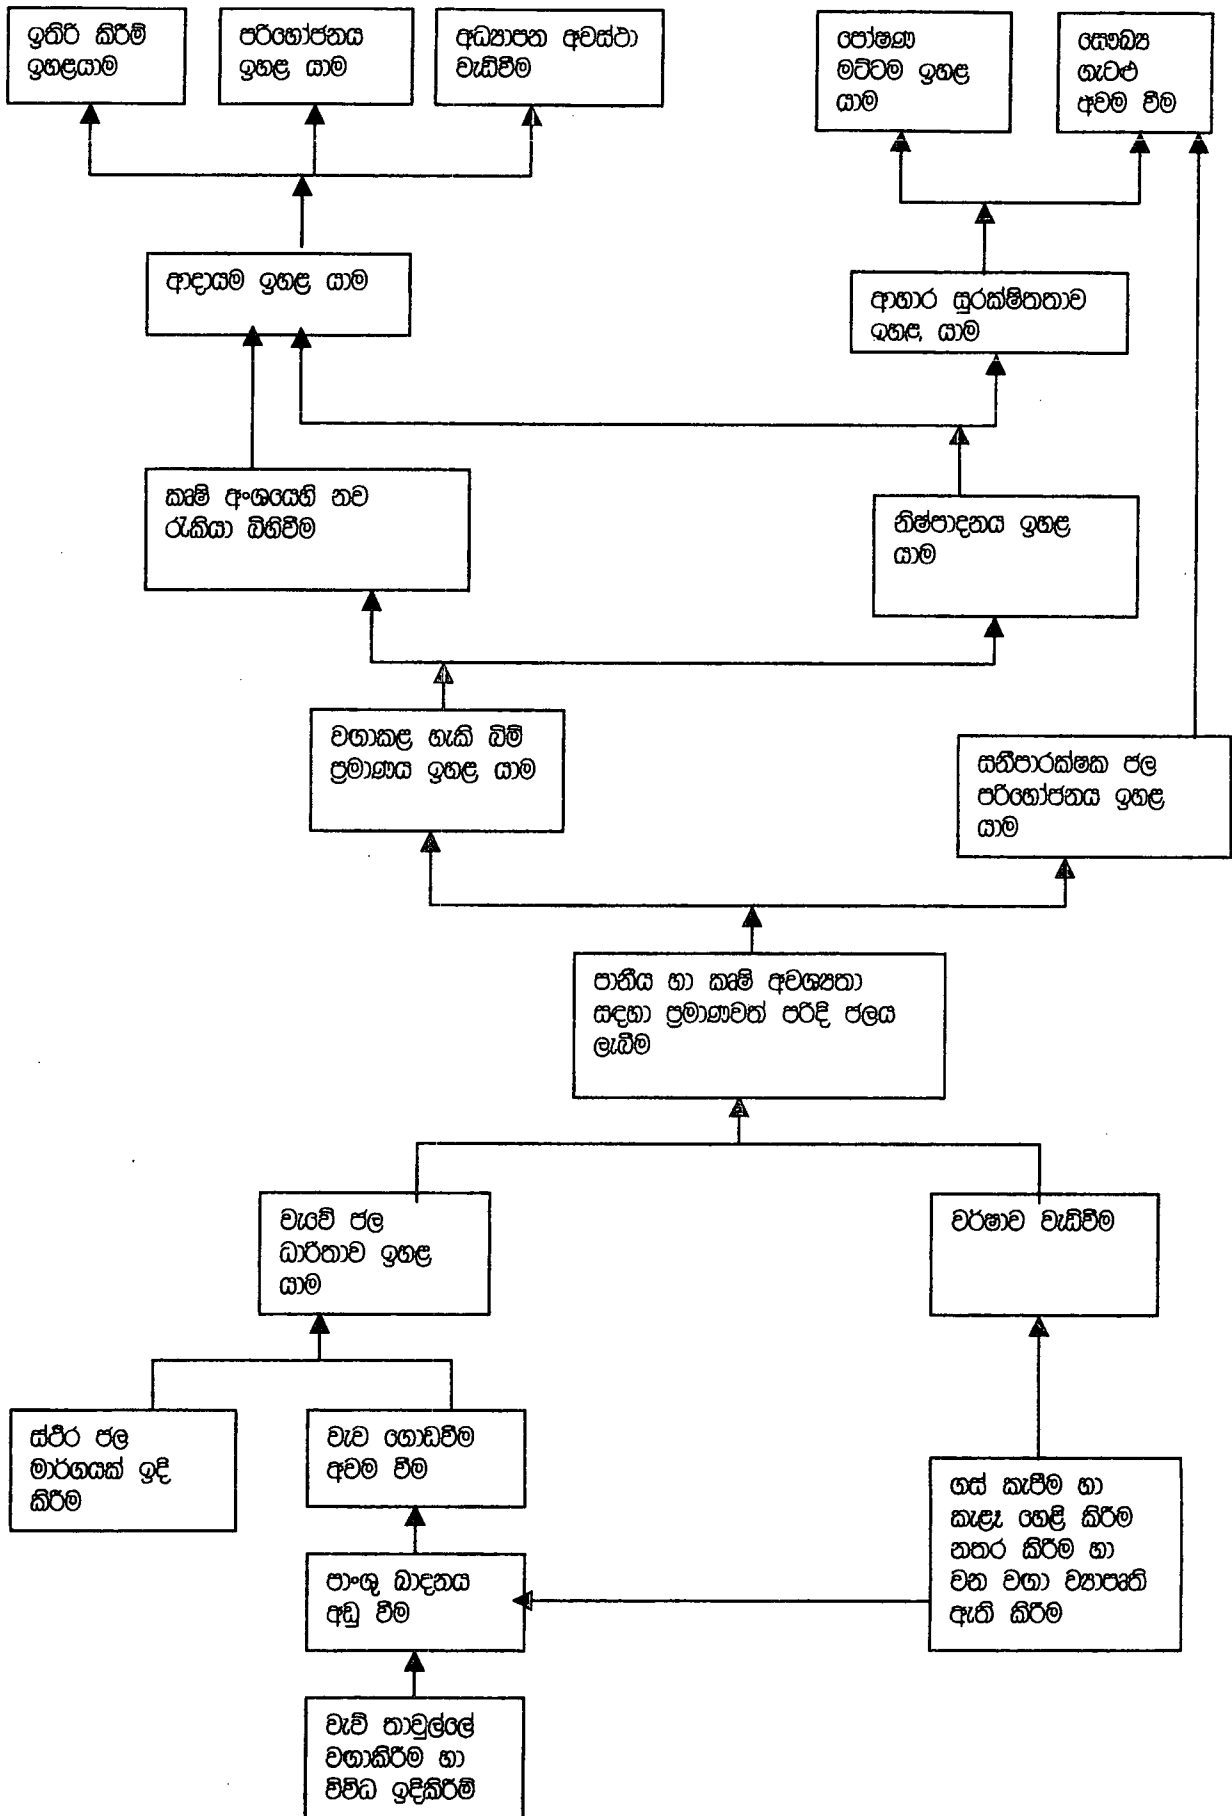 ඉතිරි කිරීම්
ඉහළයාම
පරිභෝජනය
ඉහළ යාම
අධ්‍යාපන අවස්ථා
වැඩිවීම
පෝෂණ
මට්ටම ඉහළ
යාම
සෞඛ්‍ය
ගැටළු
අවම වීම
ආදායම ඉහළ යාම
ආහාර සුරක්ෂිතතාව
ඉහළ යාම
කෘෂි අංශයෙහි නව
රැකියා බිහිවීම
නිෂ්පාදනය ඉහළ
යාම
වගාකළ හැකි බිම්
ප්‍රමාණය ඉහළ යාම
සනීපාරක්ෂක ජල
පරිභෝජනය ඉහළ
යාම
පානීය හා කෘෂි අවශ්‍යතා
සඳහා ප්‍රමාණවත් පරිදි ජලය
ලැබීම
වැවේ ජල
ධාරිතාව ඉහළ
යාම
වර්ෂාව වැඩිවීම
ස්ථිර ජල
මාර්ගයක් ඉදි
කිරීම
වැව ගොඩවීම
අවම වීම
ගස් කැපීම හා
කැළෑ හෙළි කිරීම
නතර කිරීම හා
වන වගා ව්‍යාපෘති
ඇති කිරීම
පාංශු ඛාදනය
අඩු වීම
වැව් තාවුල්ලේ
වගාකිරීම හා
විවිධ ඉදිකිරීම්